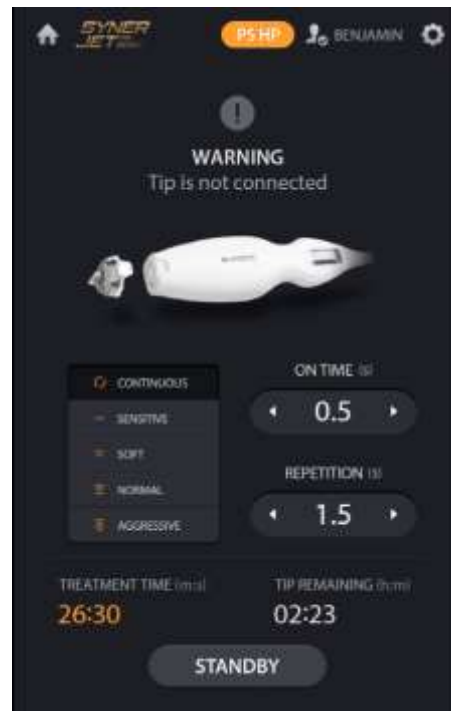 SYNER
JET
PS HP
BENJAMIN
WARNING
Tip is not connected
CONTINUOUS
SENSITIVE
SOFT
NORMAL
AGGRESSIVE
ON TIME (s)
0.5
REPETITION (s)
1.5
TREATMENT TIME (m:s)
TIP REMAINING (h:m)
26:30
02:23
STANDBY